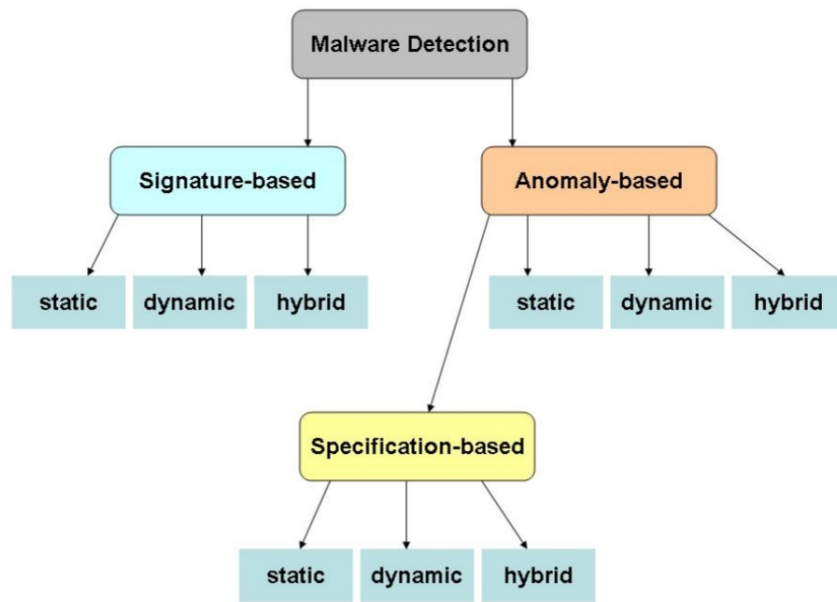 Malware Detection
Signature-based
Anomaly-based
static
dynamic
hybrid
static
dynamic
hybrid
Specification-based
static
dynamic
hybrid